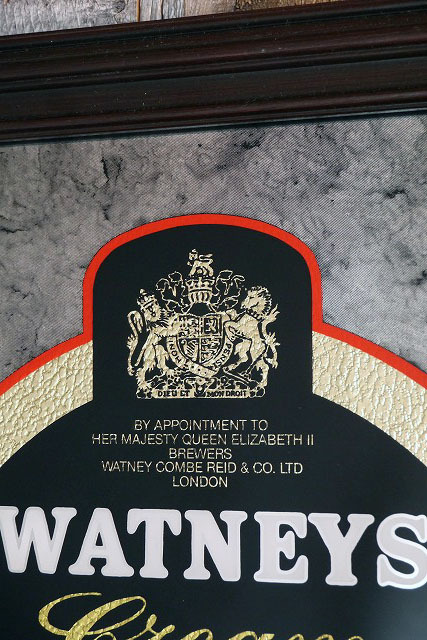 DIEU ET MON DROIT
BY APPOINTMENT TO
HER MAJESTY QUEEN ELIZABETH II
BREWERS
WATNEY COMBE REID & CO. LTD
LONDON
WATNEYS
Cream